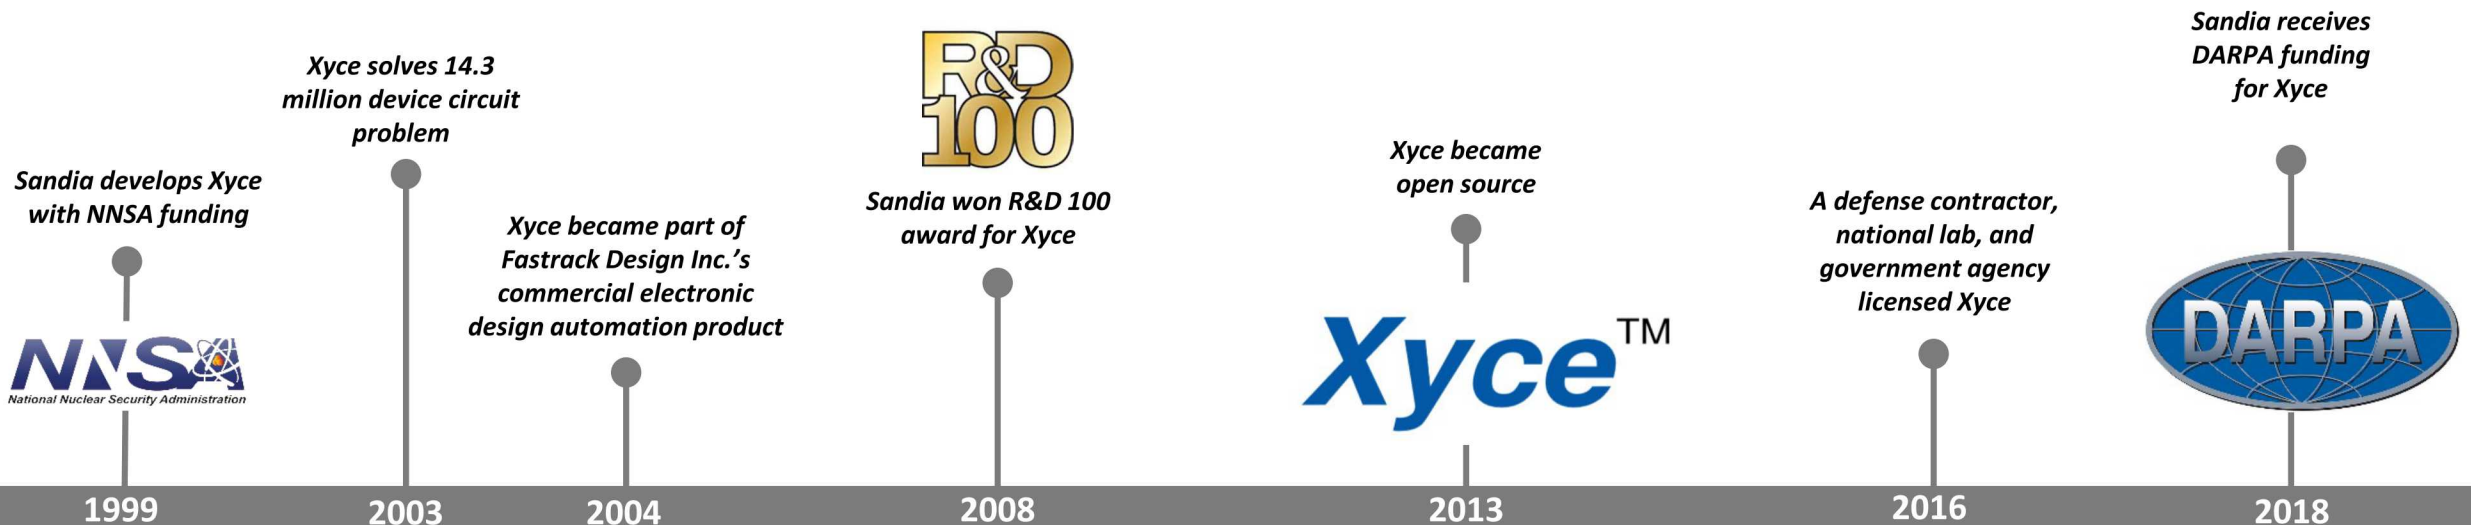 Sandia develops Xyce
with NNSA funding
NNSA
National Nuclear Security Administration
1999
Xyce solves 14.3
million device circuit
problem
2003
Xyce became part of
Fastrack Design Inc.’s
commercial electronic
design automation product
2004
R&D
100
Sandia won R&D 100
award for Xyce
2008
Xyce became
open source
Xyce™
2013
A defense contractor,
national lab, and
government agency
licensed Xyce
2016
Sandia receives
DARPA funding
for Xyce
DARPA
2018